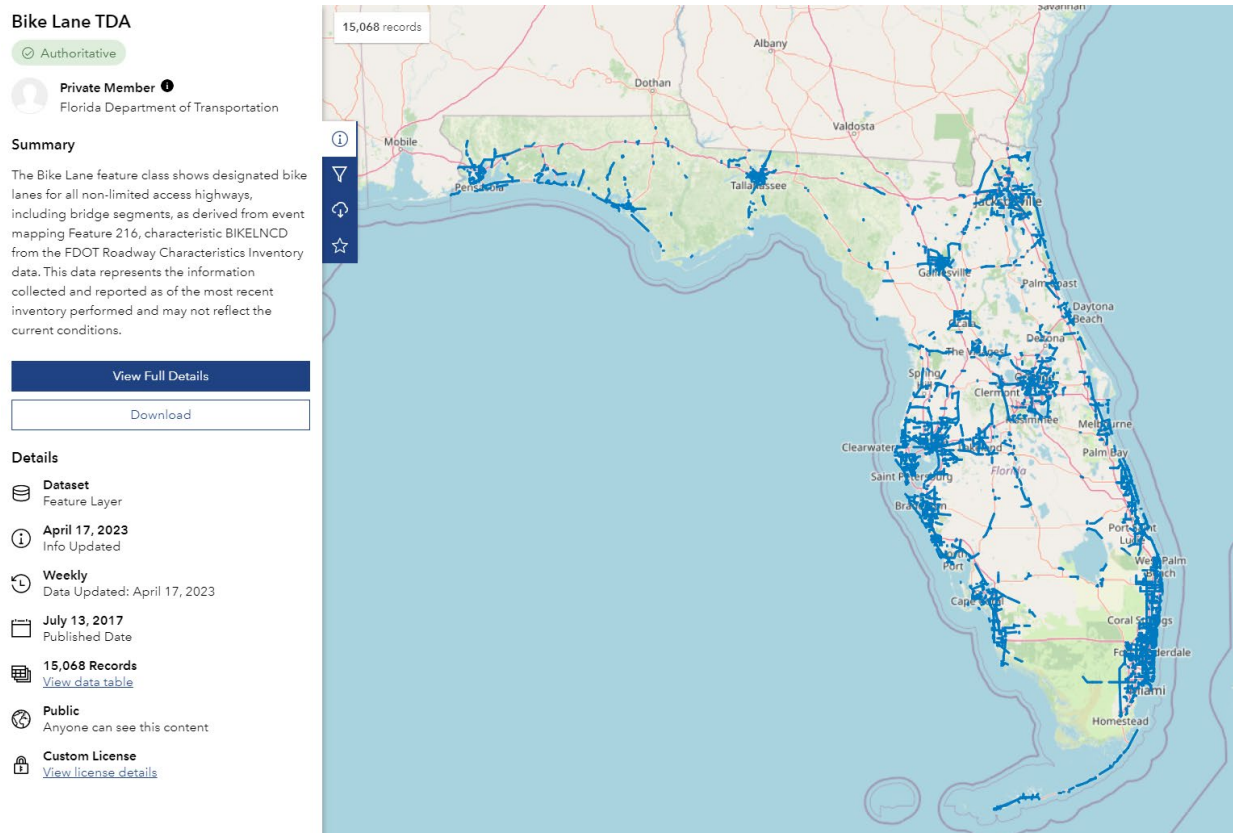 Bike Lane TDA
Authoritative
Private Member
Florida Department of Transportation
Summary
The Bike Lane feature class shows designated bike
lanes for all non-limited access highways,
including bridge segments, as derived from event
mapping Feature 216, characteristic BIKELNCD
from the FDOT Roadway Characteristics Inventory
data. This data represents the information
collected and reported as of the most recent
inventory performed and may not reflect the
current conditions.
View Full Details
Download
Details
Dataset
Feature Layer
April 17, 2023
Info Updated
Weekly
Data Updated: April 17, 2023
July 13, 2017
Published Date
15,068 Records
View data table
Public
Anyone can see this content
Custom License
View license details
15,068 records
Savannah
Albany
Dothan
Valdosta
Mobile
Pensacola
Tallahassee
Jacksonville
Gainesville
Palm Coast
Daytona
Beach
Ocala
Deltona
The Villages
Spring
Clermont
Kissimmee
Melbourne
Clearwater
Lakeland
Palm Bay
Florida
Saint Petersburg
Bradenton
Port Saint
Lucie
North
Port
West Palm
Beach
Cape Coral
Coral Springs
Fort Lauderdale
Miami
Homestead